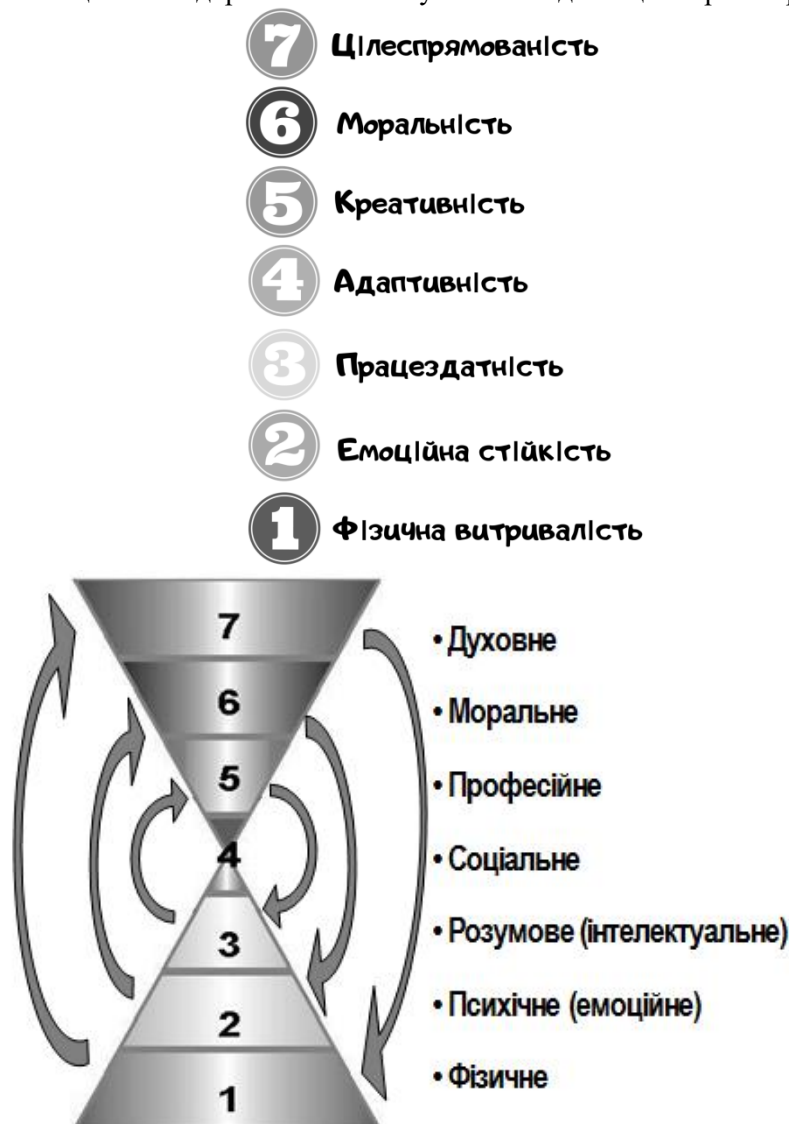 7 Цілеспрямованість
6 Моральність
5 Креативність
4 Адаптивність
3 Працездатність
2 Емоційна стійкість
1 Фізична витривалість
7 • Духовне
6 • Моральне
5 • Професійне
4 • Соціальне
3 • Розумове (інтелектуальне)
2 • Психічне (емоційне)
1 • Фізичне